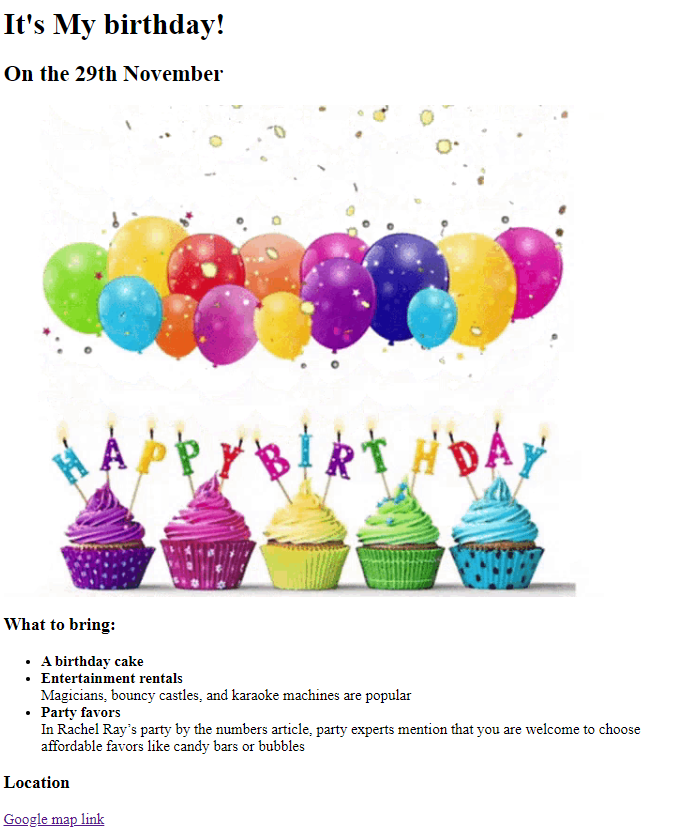 It's My birthday!
On the 29th November
HAPPY BIRTHDAY
What to bring:
A birthday cake
Entertainment rentals
Magicians, bouncy castles, and karaoke machines are popular
Party favors
In Rachel Ray’s party by the numbers article, party experts mention that you are welcome to choose
affordable favors like candy bars or bubbles
Location
Google map link